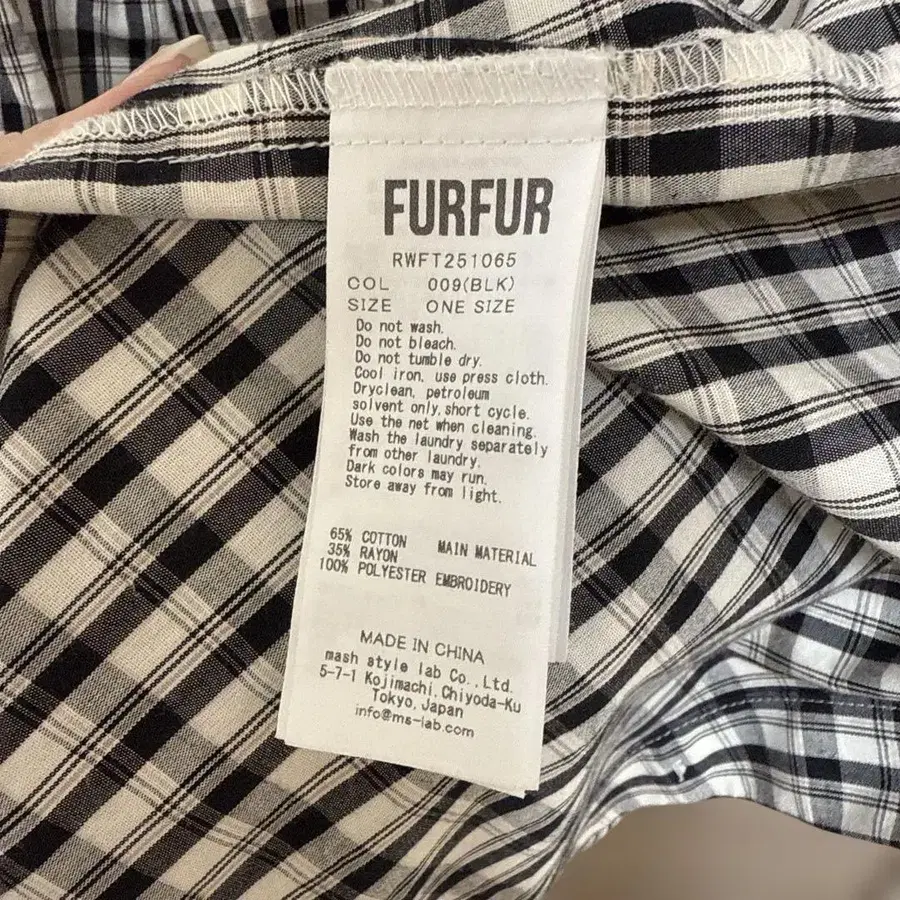 FURFUR
RWFT251065
COL 009(BLK)
SIZE ONE SIZE
Do not wash.
Do not bleach.
Do not tumble dry.
Cool iron, use press cloth.
Dryclean, petroleum
solvent only, short cycle.
Use the net when cleaning.
Wash the laundry separately
from other laundry.
Dark colors may run.
Store away from light.
65% COTTON MAIN MATERIAL
35% RAYON
100% POLYESTER EMBROIDERY
MADE IN CHINA
mash style lab Co.,Ltd.
5-7-1 Kojimachi, Chiyoda-Ku
Tokyo, Japan
info@ms-lab.com